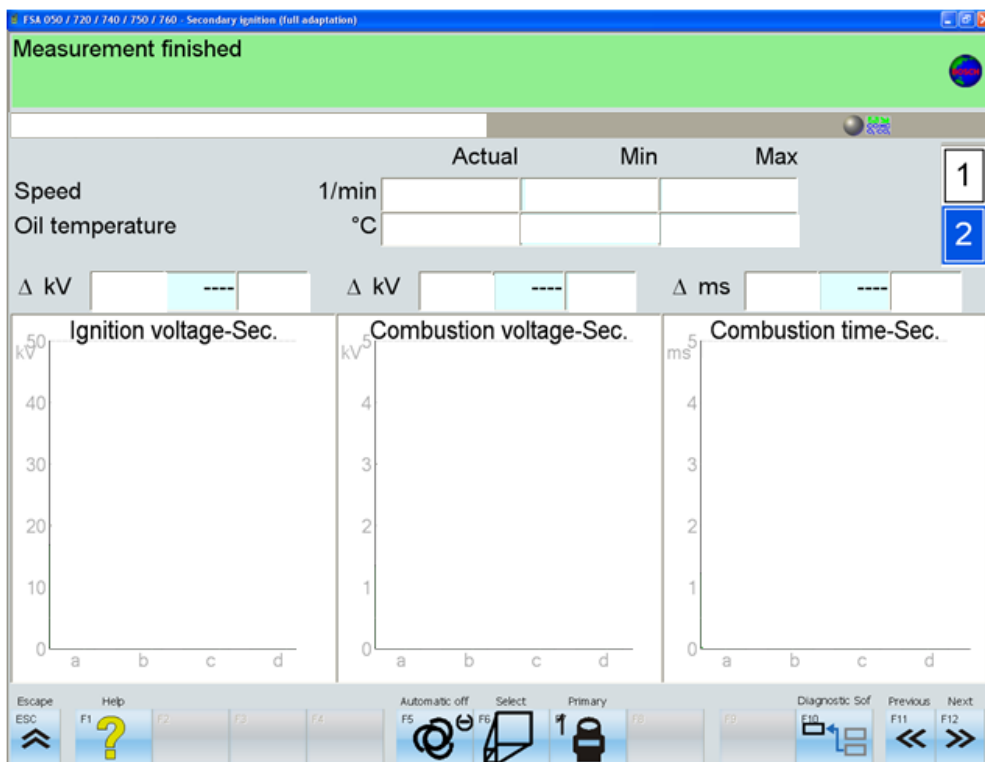 FSA 050 / 720 / 740 / 750 / 760 - Secondary ignition (full adaptation)
Measurement finished
BOSCH
Actual Min Max
Speed 1/min
Oil temperature °C
1
2
Δ kV ---- Δ kV ---- Δ ms ----
Ignition voltage-Sec. Combustion voltage-Sec. Combustion time-Sec.
kV 50 kV 5 ms 5
40 4 4
30 3 3
20 2 2
10 1 1
0 0 0
a b c d a b c d a b c d
Escape Help Automatic off Select Primary Diagnostic Sof Previous Next
ESC F1 F2 F3 F4 F5 F6 F8 F9 F10 F11 F12